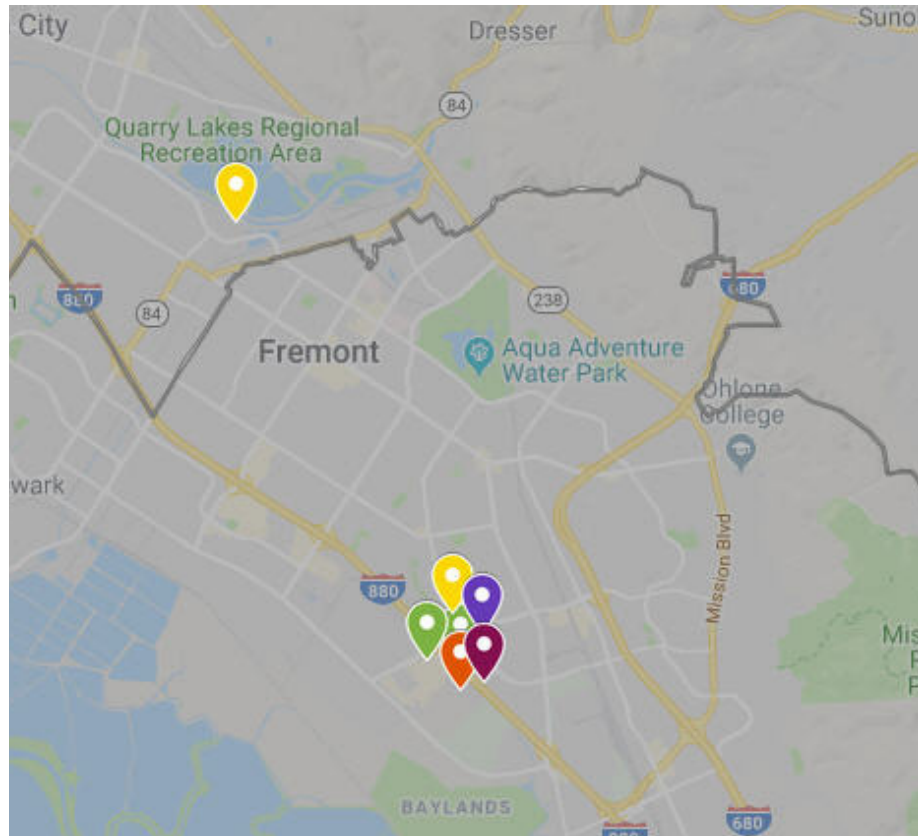 City
Dresser
Suno
84
Quarry Lakes Regional
Recreation Area
880
84
680
238
Fremont
Aqua Adventure
Water Park
Ohlone
College
wark
880
Mission Blvd
Mis
BAYLANDS
680